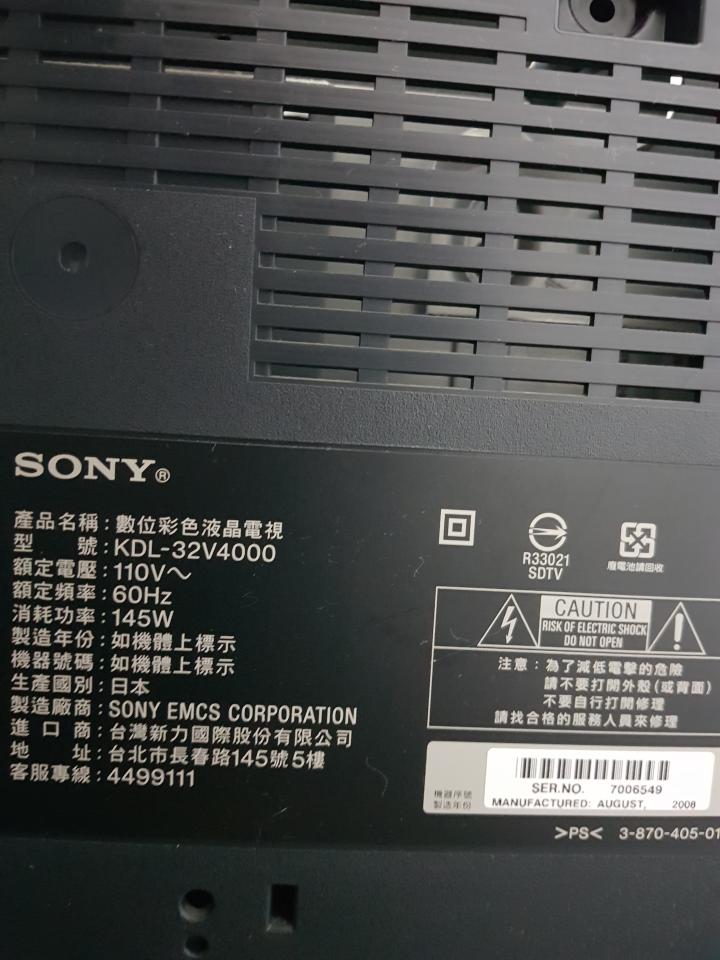 SONY®
產品名稱：數位彩色液晶電視
型　　號：KDL-32V4000
額定電壓：110V～
額定頻率：60Hz
消耗功率：145W
製造年份：如機體上標示
機器號碼：如機體上標示
生產國別：日本
製造廠商：SONY EMCS CORPORATION
進 口 商：台灣新力國際股份有限公司
地　　址：台北市長春路145號5樓
客服專線：4499111
R33021
SDTV
廢電池請回收
CAUTION
RISK OF ELECTRIC SHOCK
DO NOT OPEN
注意：為了減低電擊的危險
請不要打開外殼(或背面)
不要自行打開修理
請找合格的服務人員來修理
機器序號
製造年份
SER.NO. 7006549
MANUFACTURED: AUGUST, 2008
>PS< 3-870-405-01